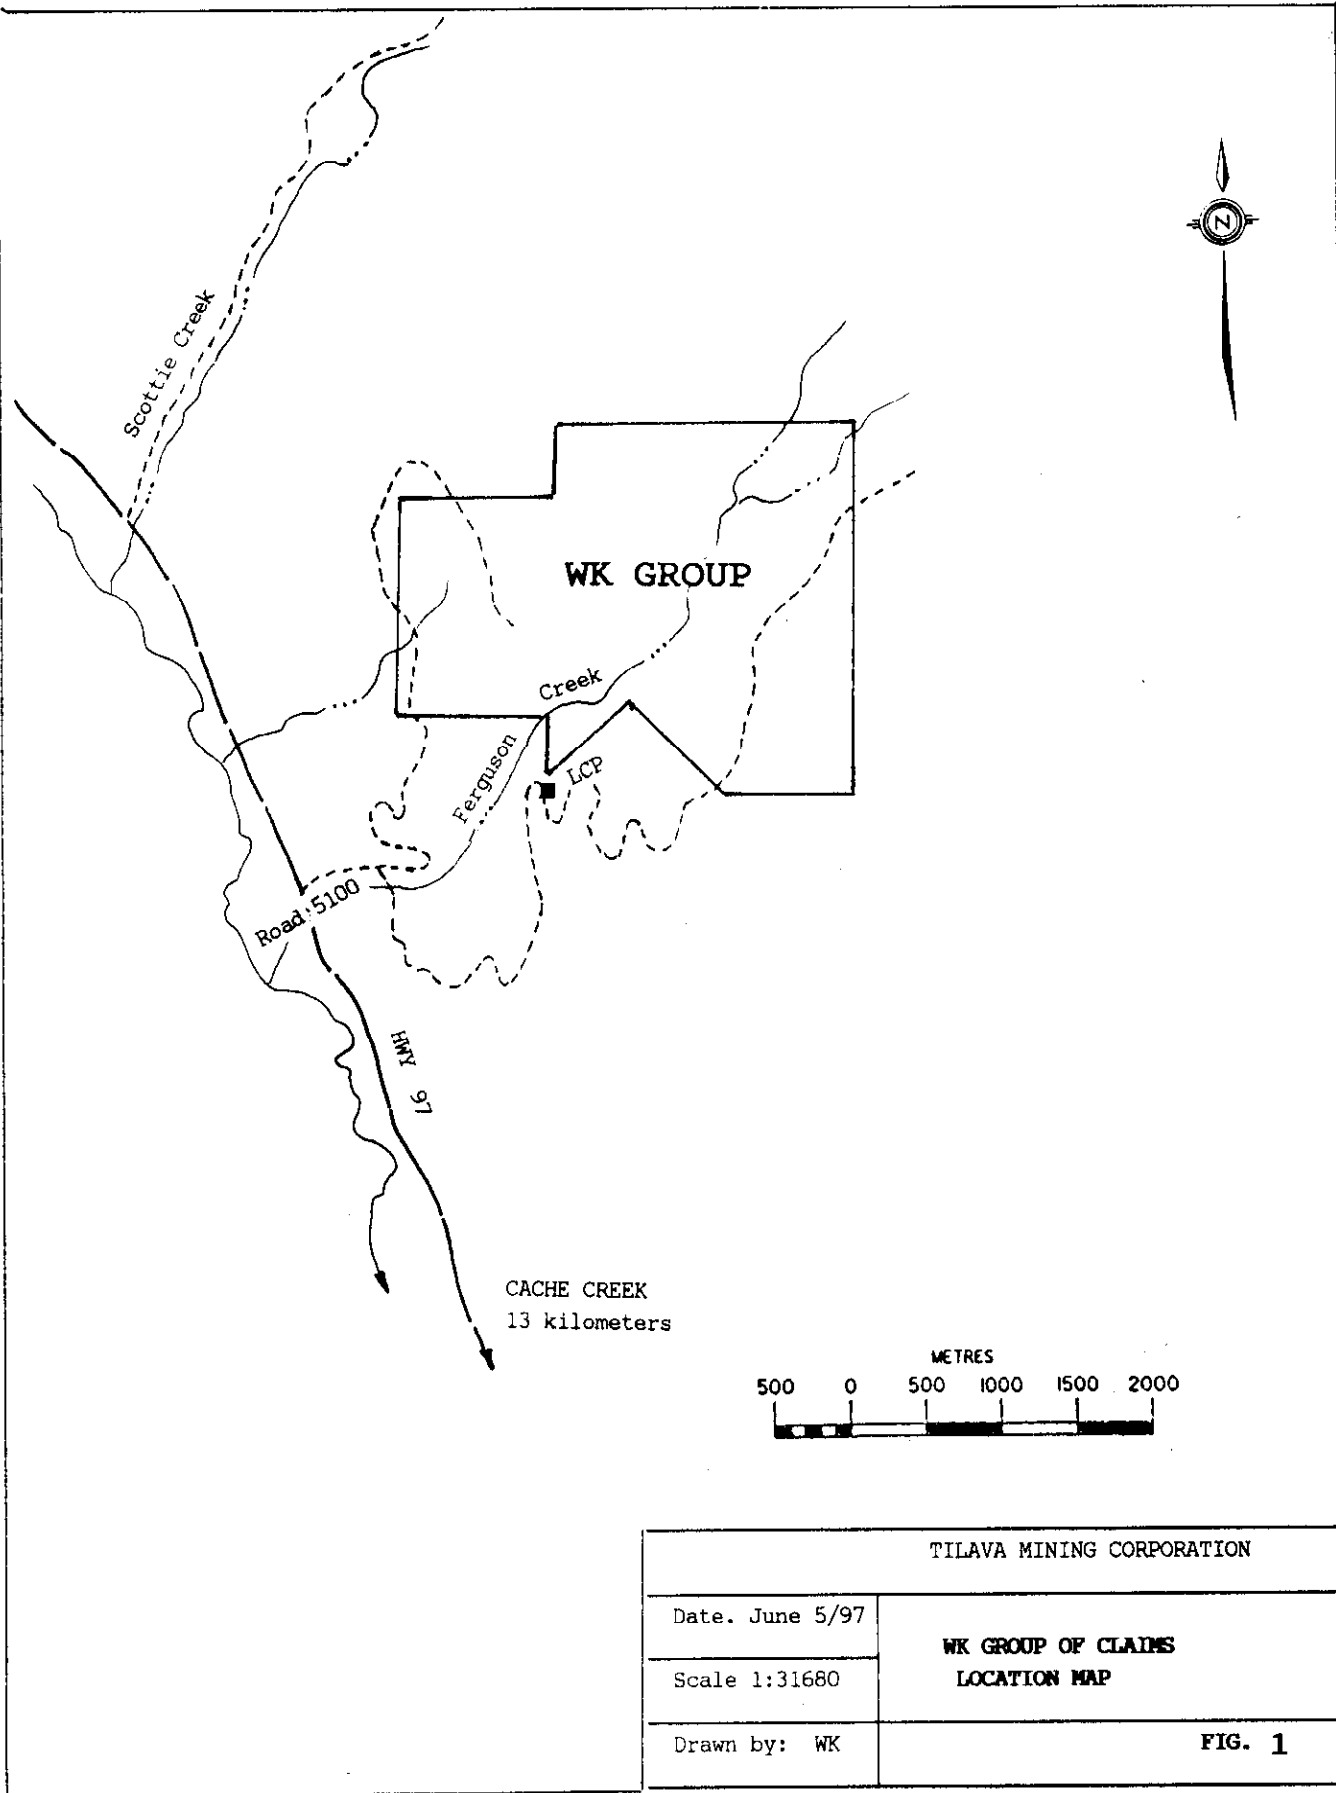 N
Scottie Creek
WK GROUP
Creek
Ferguson
LCP
Road 5100
HWY 97
CACHE CREEK
13 kilometers
METRES
500 0 500 1000 1500 2000
TILAVA MINING CORPORATION
Date. June 5/97
WK GROUP OF CLAIMS
LOCATION MAP
Scale 1:31680
Drawn by: WK
FIG. 1